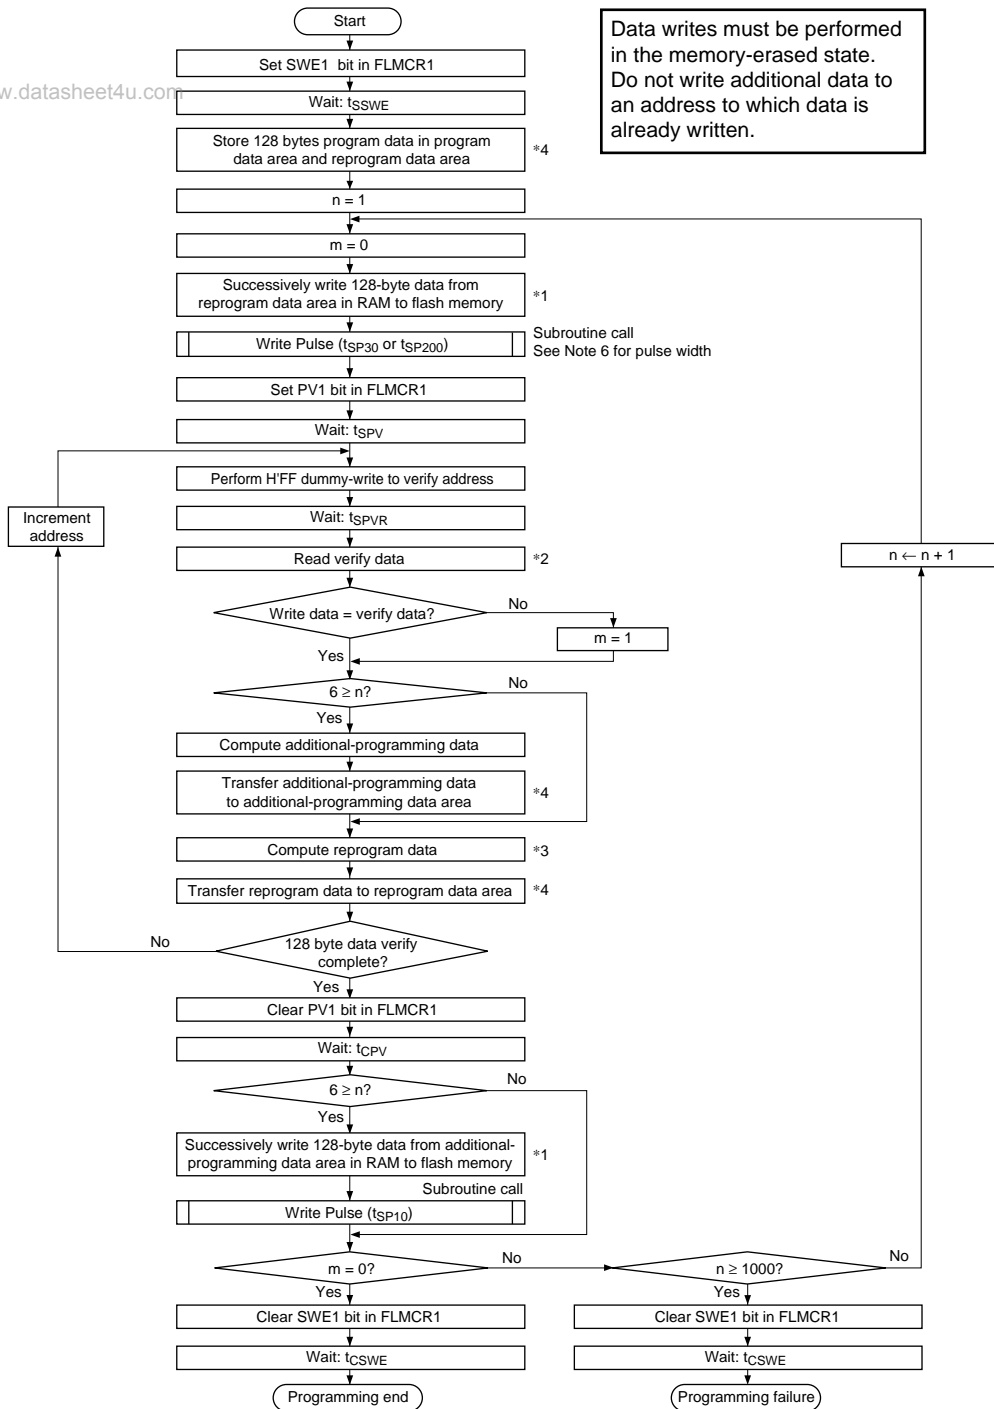 Start
Data writes must be performed
in the memory-erased state.
Do not write additional data to
an address to which data is
already written.
Set SWE1 bit in FLMCR1
w.datasheet4u.com
Wait: tSSWE
Store 128 bytes program data in program
data area and reprogram data area
*4
n = 1
m = 0
Successively write 128-byte data from
reprogram data area in RAM to flash memory
*1
Write Pulse (tSP30 or tSP200)
Subroutine call
See Note 6 for pulse width
Set PV1 bit in FLMCR1
Wait: tSPV
Perform H'FF dummy-write to verify address
Increment
address
Wait: tSPVR
Read verify data
*2
n ← n + 1
Write data = verify data?
No
m = 1
Yes
6 ≥ n?
No
Yes
Compute additional-programming data
Transfer additional-programming data
to additional-programming data area
*4
Compute reprogram data
*3
Transfer reprogram data to reprogram data area
*4
No
128 byte data verify
complete?
Yes
Clear PV1 bit in FLMCR1
Wait: tCPV
6 ≥ n?
No
Yes
Successively write 128-byte data from additional-
programming data area in RAM to flash memory
*1
Subroutine call
Write Pulse (tSP10)
m = 0?
No
n ≥ 1000?
No
Yes
Yes
Clear SWE1 bit in FLMCR1
Clear SWE1 bit in FLMCR1
Wait: tCSWE
Wait: tCSWE
Programming end
Programming failure